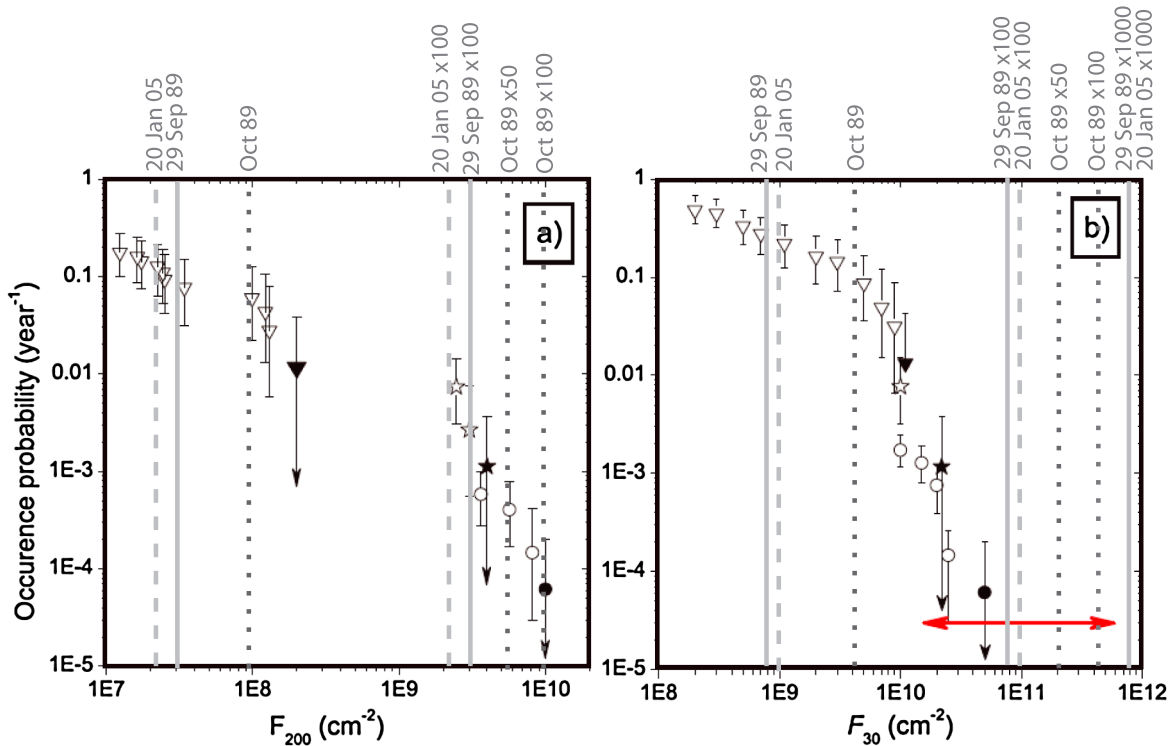 20 Jan 05
29 Sep 89
Oct 89
20 Jan 05 x100
29 Sep 89 x100
Oct 89 x50
Oct 89 x100
29 Sep 89
20 Jan 05
Oct 89
29 Sep 89 x100
20 Jan 05 x100
Oct 89 x50
Oct 89 x100
29 Sep 89 x1000
20 Jan 05 x1000
Occurence probability (year⁻¹)
1
0.1
0.01
1E-3
1E-4
1E-5
a)
1E7
1E8
1E9
1E10
F₂₀₀ (cm⁻²)
1
0.1
0.01
1E-3
1E-4
1E-5
b)
1E8
1E9
1E10
1E11
1E12
F₃₀ (cm⁻²)